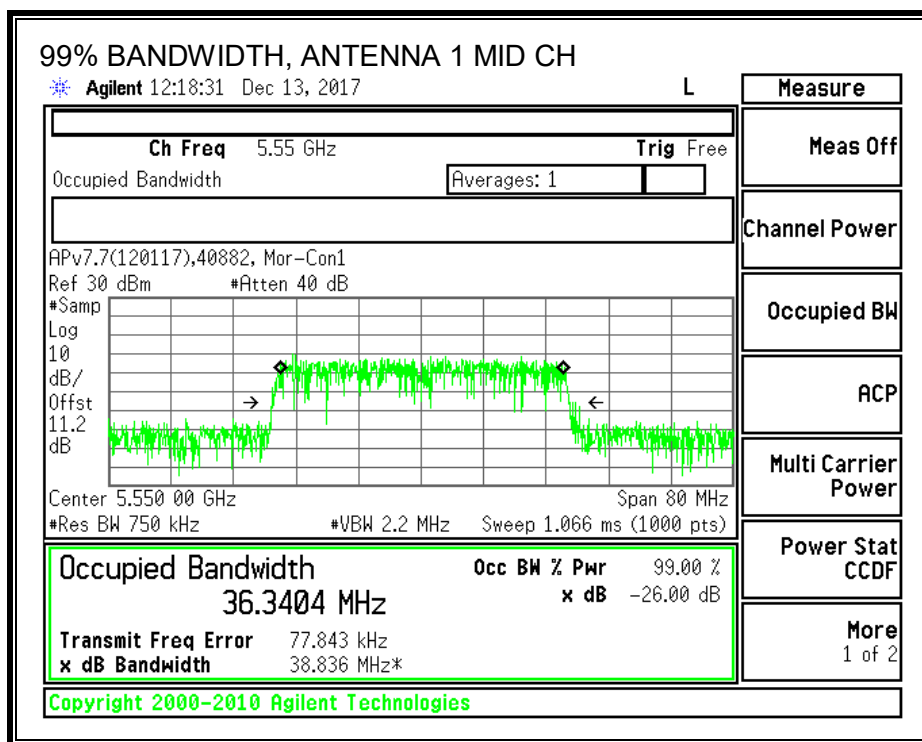 99% BANDWIDTH, ANTENNA 1 MID CH
Agilent 12:18:31 Dec 13, 2017 L
Measure
Ch Freq 5.55 GHz Trig Free
Occupied Bandwidth Averages: 1
APv7.7(120117),40882, Mor-Con1
Ref 30 dBm #Atten 40 dB
#Samp
Log
10
dB/
Offst
11.2
dB
Center 5.550 00 GHz Span 80 MHz
#Res BW 750 kHz #VBW 2.2 MHz Sweep 1.066 ms (1000 pts)
Occupied Bandwidth Occ BW % Pwr 99.00 %
36.3404 MHz x dB -26.00 dB
Transmit Freq Error 77.843 kHz
x dB Bandwidth 38.836 MHz*
Copyright 2000-2010 Agilent Technologies
Meas Off
Channel Power
Occupied BW
ACP
Multi Carrier
Power
Power Stat
CCDF
More
1 of 2